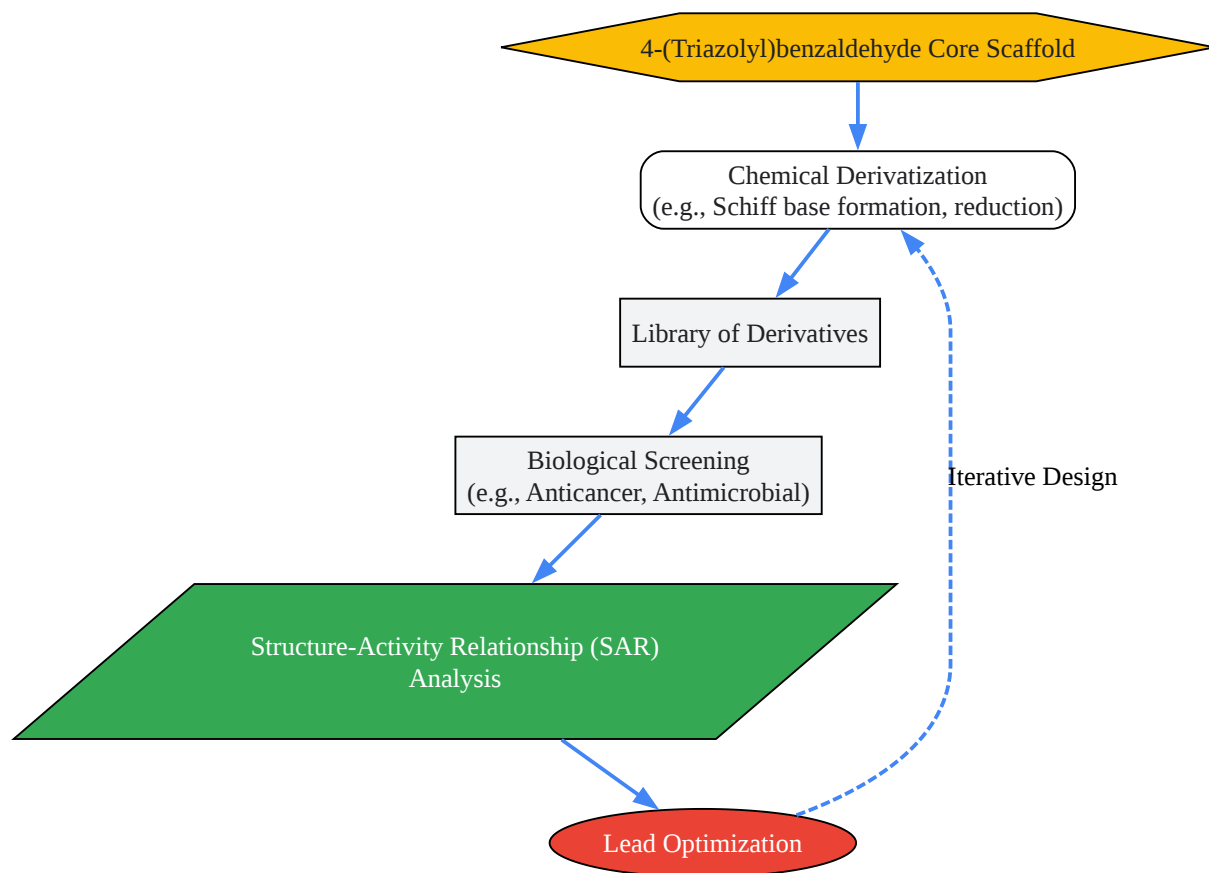 4-(Triazolyl)benzaldehyde Core Scaffold
Chemical Derivatization
(e.g., Schiff base formation, reduction)
Library of Derivatives
Biological Screening
(e.g., Anticancer, Antimicrobial)
Iterative Design
Structure-Activity Relationship (SAR)
Analysis
Lead Optimization